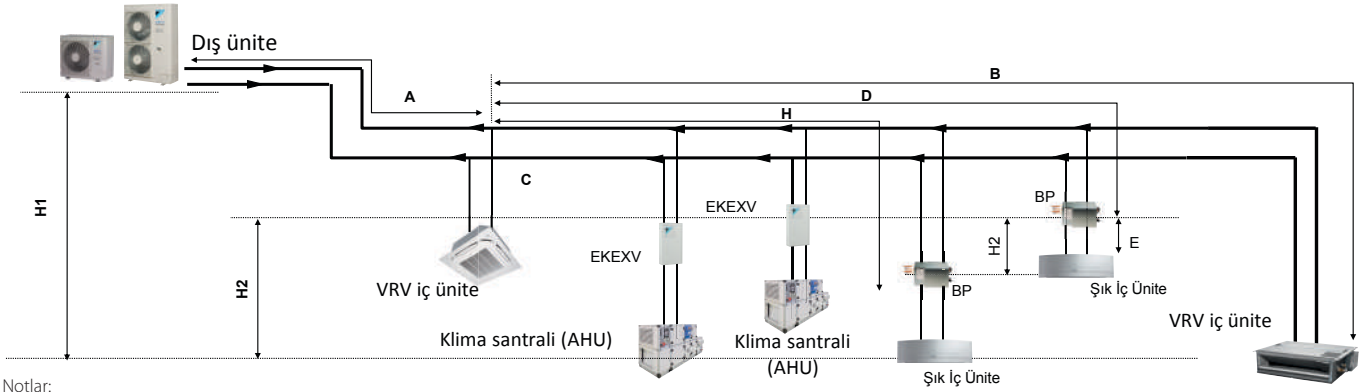 Dış ünite
B
A
D
H
C
H1
BP
EKEXV
H2
E
EKEXV
H2
VRV iç ünite
BP
Şık İç Ünite
Klima santrali (AHU)
Klima santrali
(AHU)
VRV iç ünite
Şık İç Ünite
Notlar: